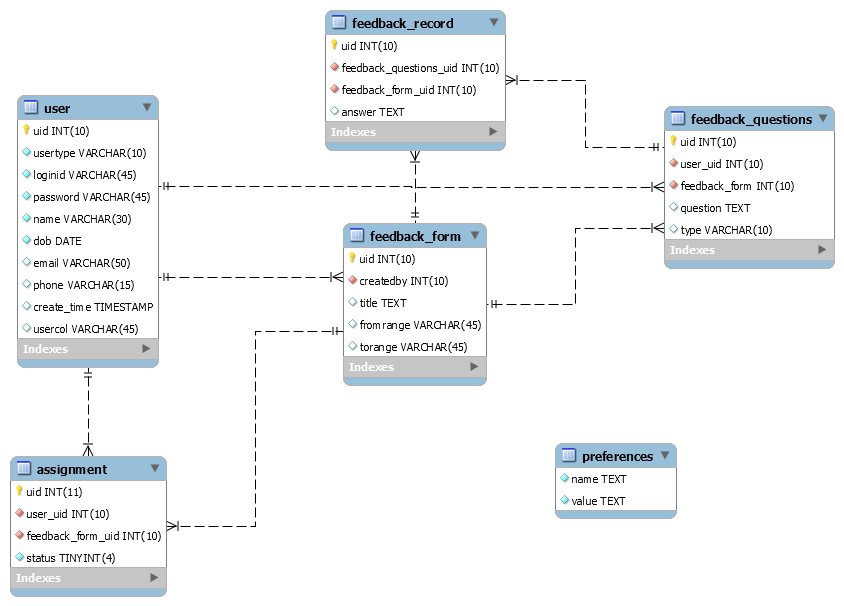 feedback_record
uid INT(10)
feedback_questions_uid INT(10)
feedback_form_uid INT(10)
answer TEXT
Indexes
user
uid INT(10)
usertype VARCHAR(10)
loginid VARCHAR(45)
password VARCHAR(45)
name VARCHAR(30)
dob DATE
email VARCHAR(50)
phone VARCHAR(15)
create_time TIMESTAMP
usercol VARCHAR(45)
Indexes
feedback_questions
uid INT(10)
user_uid INT(10)
feedback_form INT(10)
question TEXT
type VARCHAR(10)
Indexes
feedback_form
uid INT(10)
createdby INT(10)
title TEXT
fromrange VARCHAR(45)
torange VARCHAR(45)
Indexes
assignment
uid INT(11)
user_uid INT(10)
feedback_form_uid INT(10)
status TINYINT(4)
Indexes
preferences
name TEXT
value TEXT